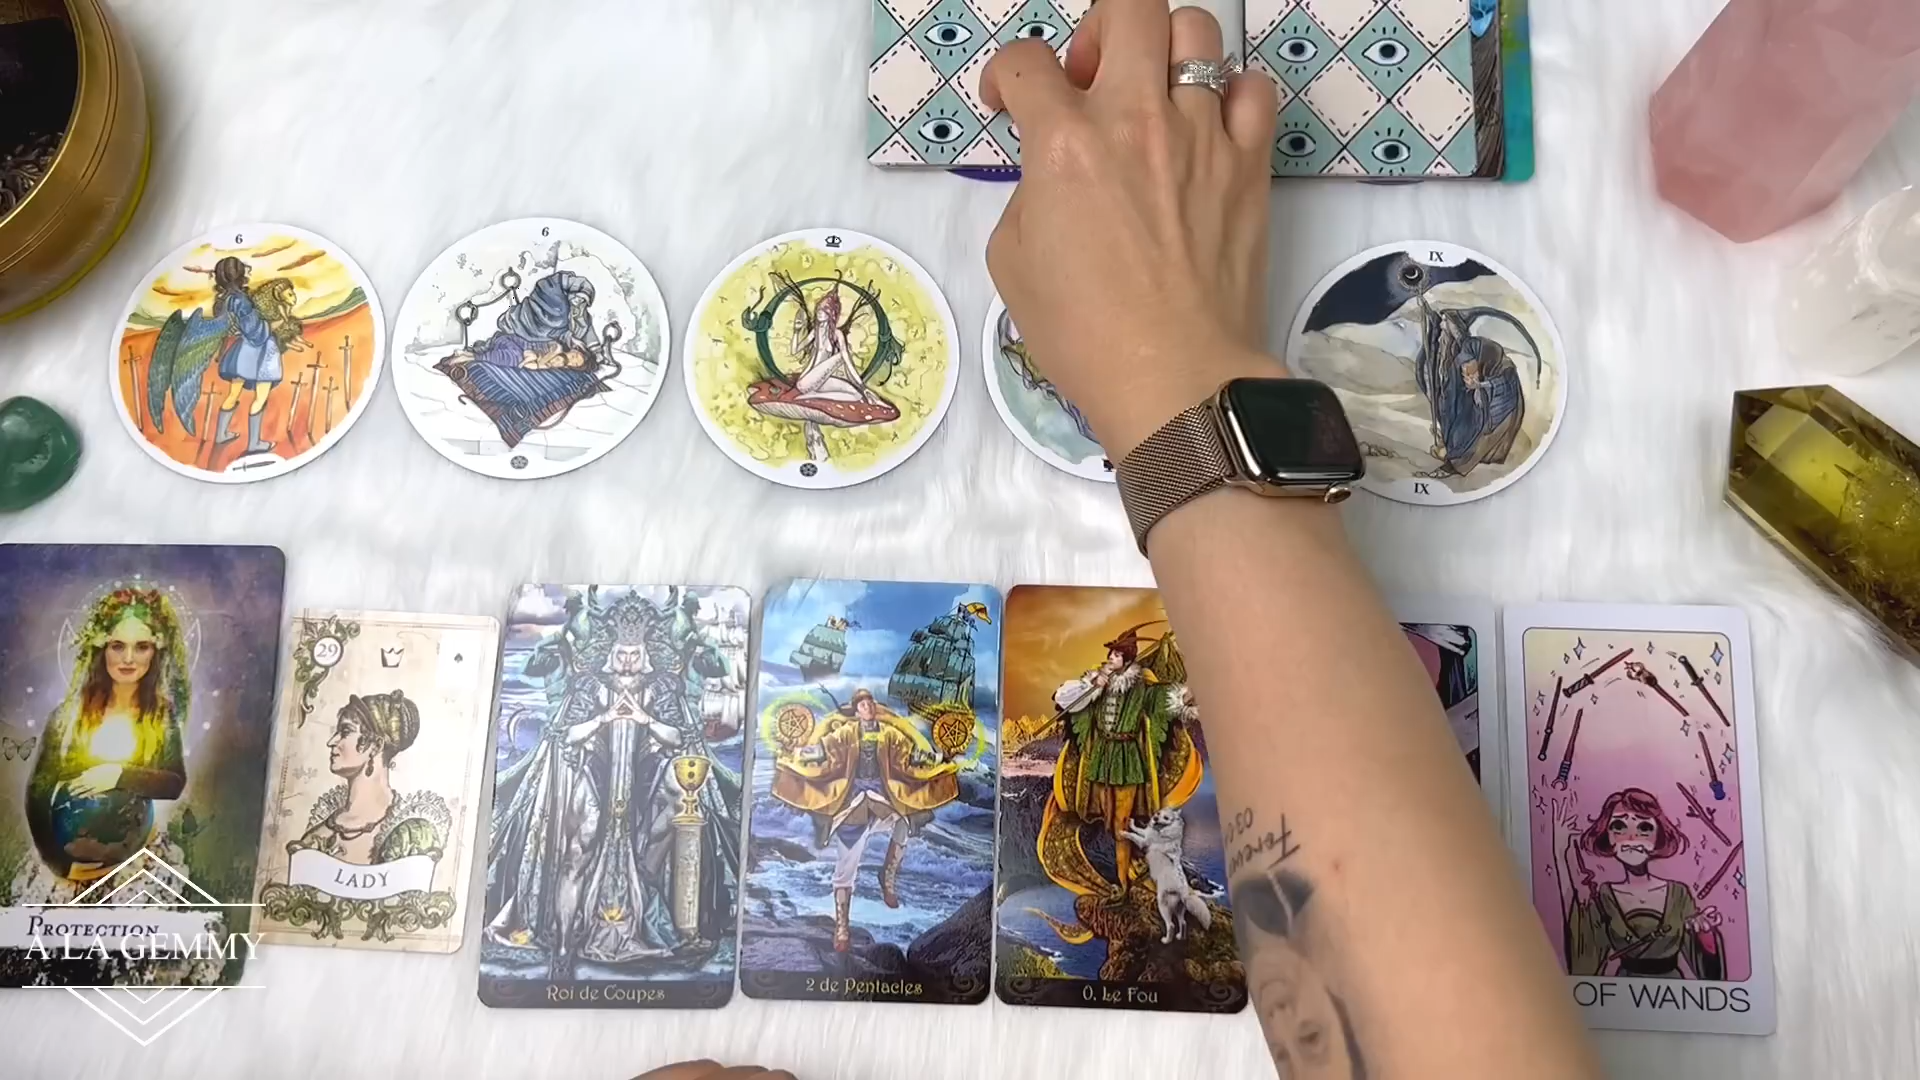 6
6
IX
IX
29
LADY
PROTECTION
A LA GEMMY
Roi de Coupes
2 de Pentacles
0. Le Fou
OF WANDS
Forever